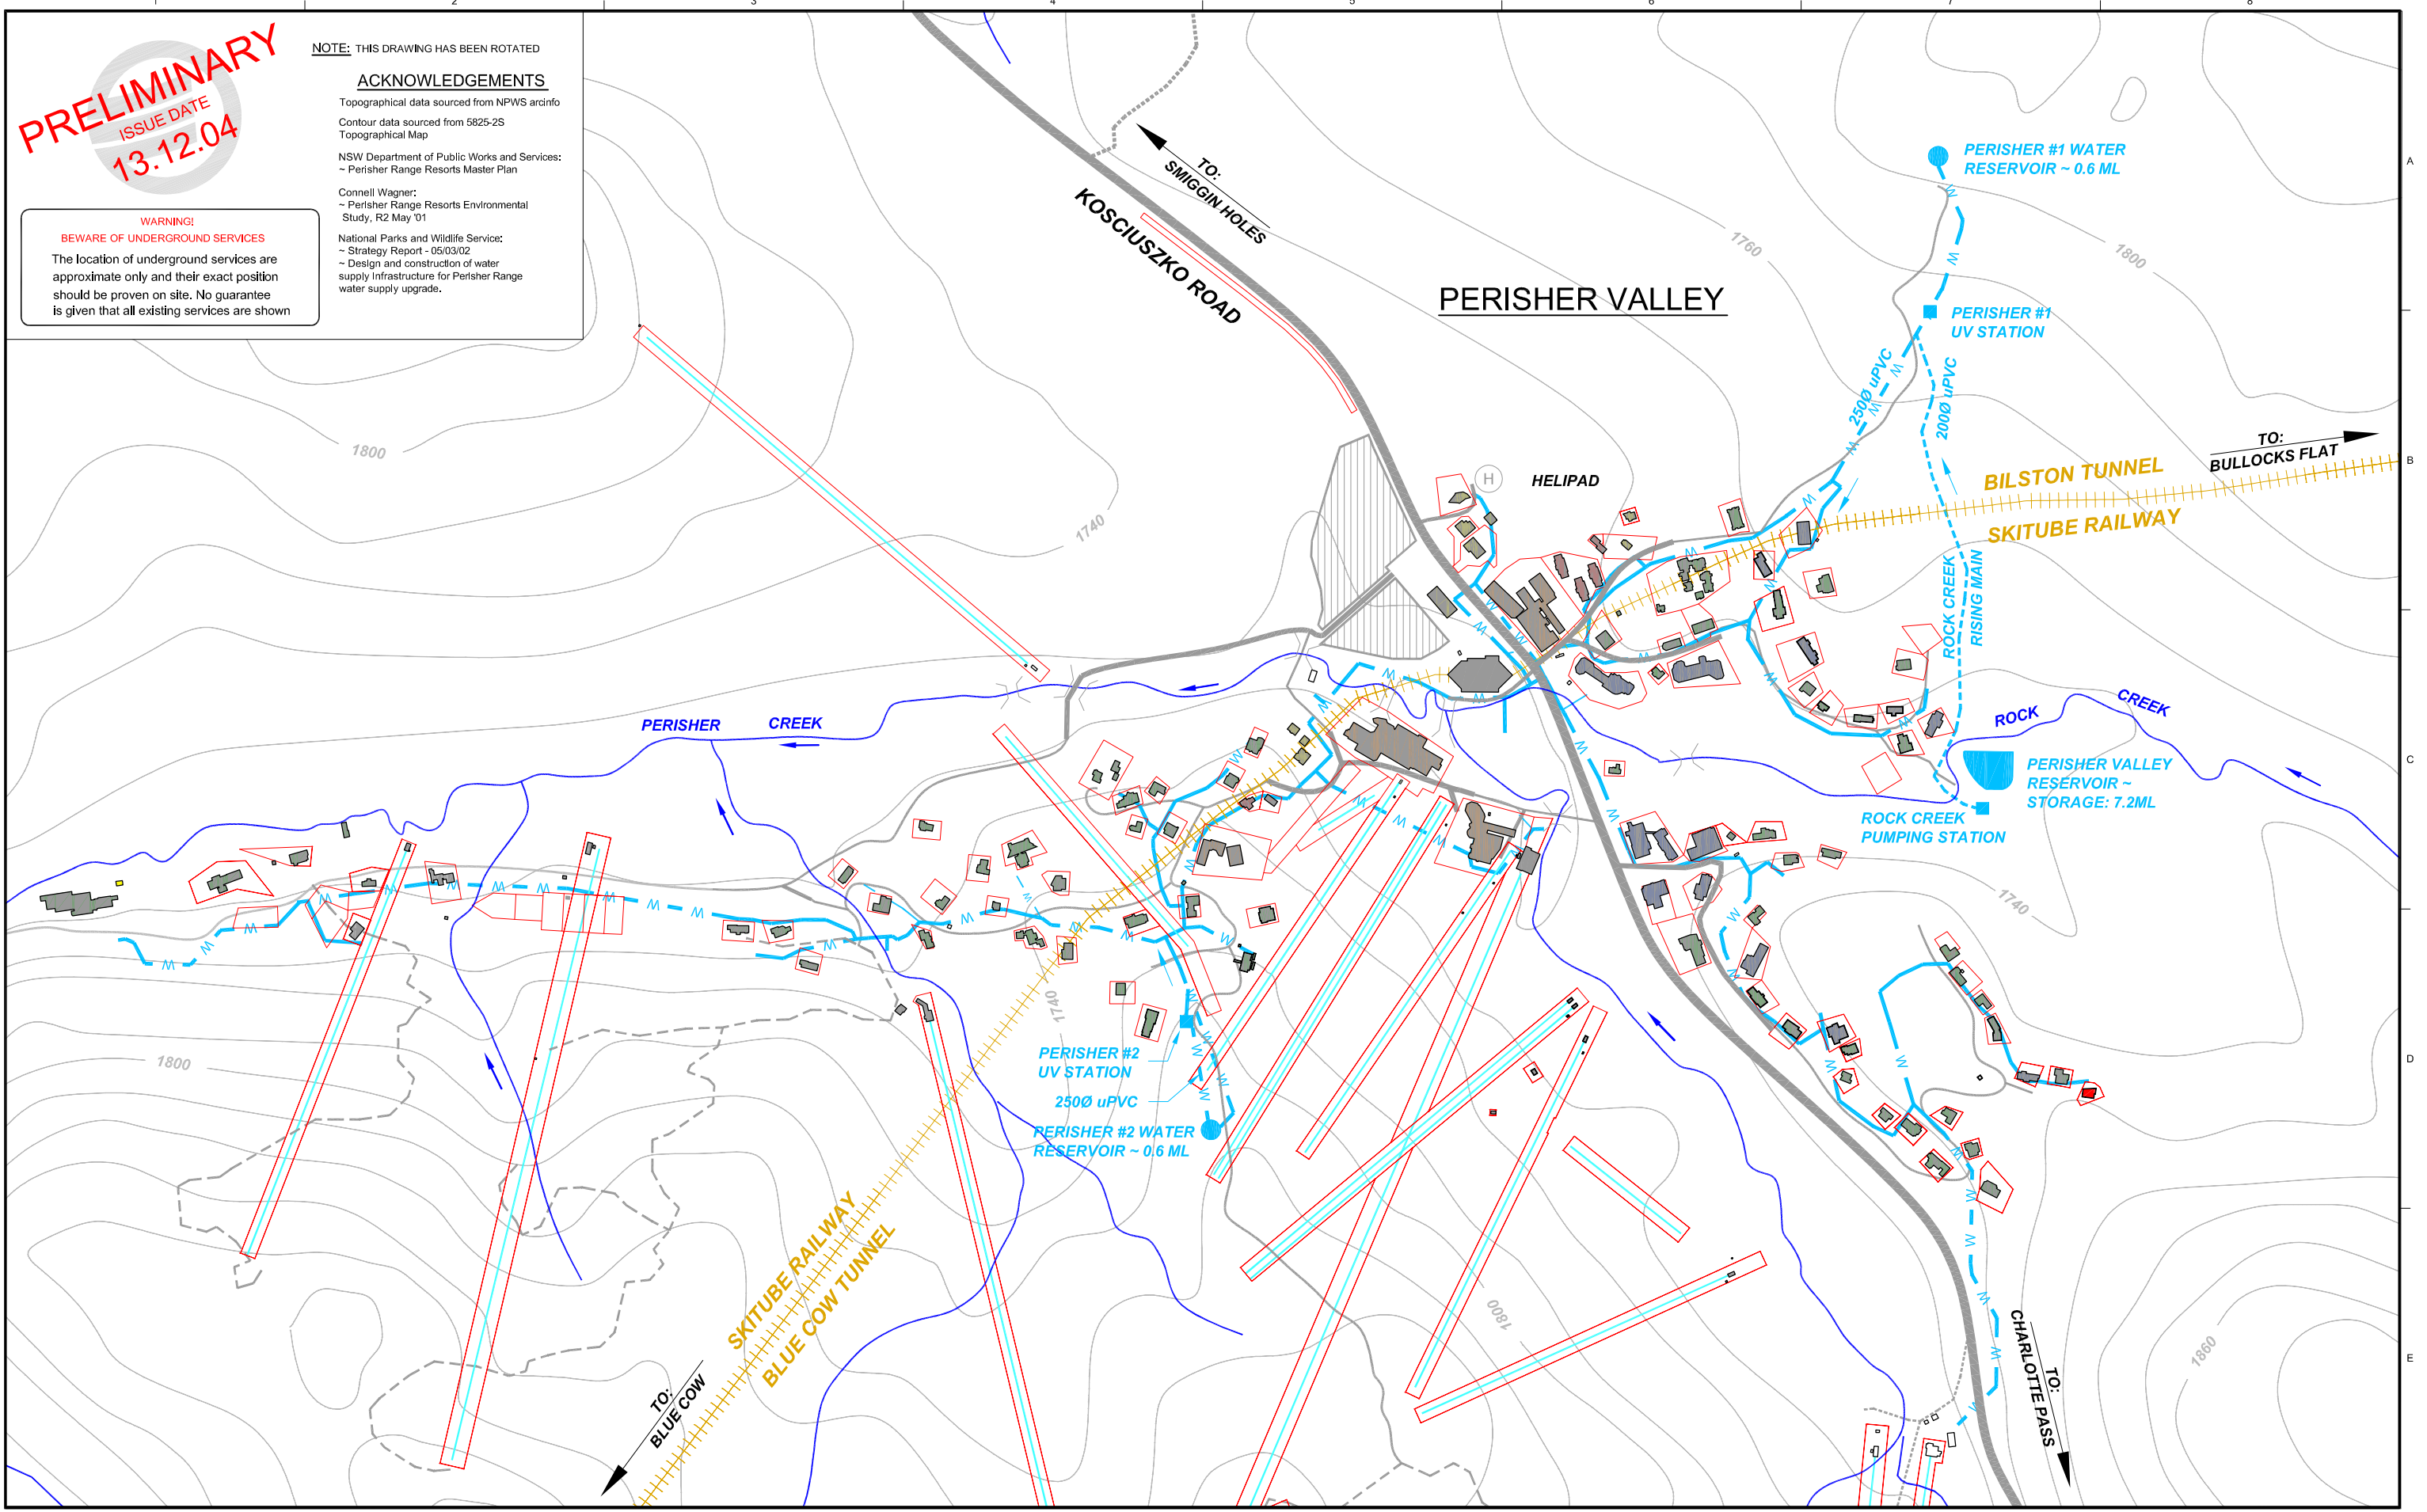 1 2 3 4 5 6 7 8
PRELIMINARY
ISSUE DATE
13.12.04
NOTE: THIS DRAWING HAS BEEN ROTATED
ACKNOWLEDGEMENTS
Topographical data sourced from NPWS arcinfo
Contour data sourced from 5825-2S
Topographical Map
NSW Department of Public Works and Services:
~ Perisher Range Resorts Master Plan
Connell Wagner:
~ Perisher Range Resorts Environmental
Study, R2 May '01
National Parks and Wildlife Service:
~ Strategy Report - 05/03/02
~ Design and construction of water
supply Infrastructure for Perisher Range
water supply upgrade.
WARNING!
BEWARE OF UNDERGROUND SERVICES
The location of underground services are
approximate only and their exact position
should be proven on site. No guarantee
is given that all existing services are shown
A
B
C
D
E
TO:
SMIGGIN HOLES
KOSCIUSZKO ROAD
PERISHER VALLEY
PERISHER #1 WATER
RESERVOIR ~ 0.6 ML
1760
1800
PERISHER #1
UV STATION
250Ø uPVC
200Ø uPVC
TO:
BULLOCKS FLAT
BILSTON TUNNEL
SKITUBE RAILWAY
H
HELIPAD
1800
1740
ROCK CREEK
RISING MAIN
PERISHER CREEK
ROCK CREEK
PERISHER VALLEY
RESERVOIR ~
STORAGE: 7.2ML
ROCK CREEK
PUMPING STATION
1740
1740
1800
PERISHER #2
UV STATION
250Ø uPVC
PERISHER #2 WATER
RESERVOIR ~ 0.6 ML
SKITUBE RAILWAY
BLUE COW TUNNEL
TO:
BLUE COW
1800
1860
TO:
CHARLOTTE PASS